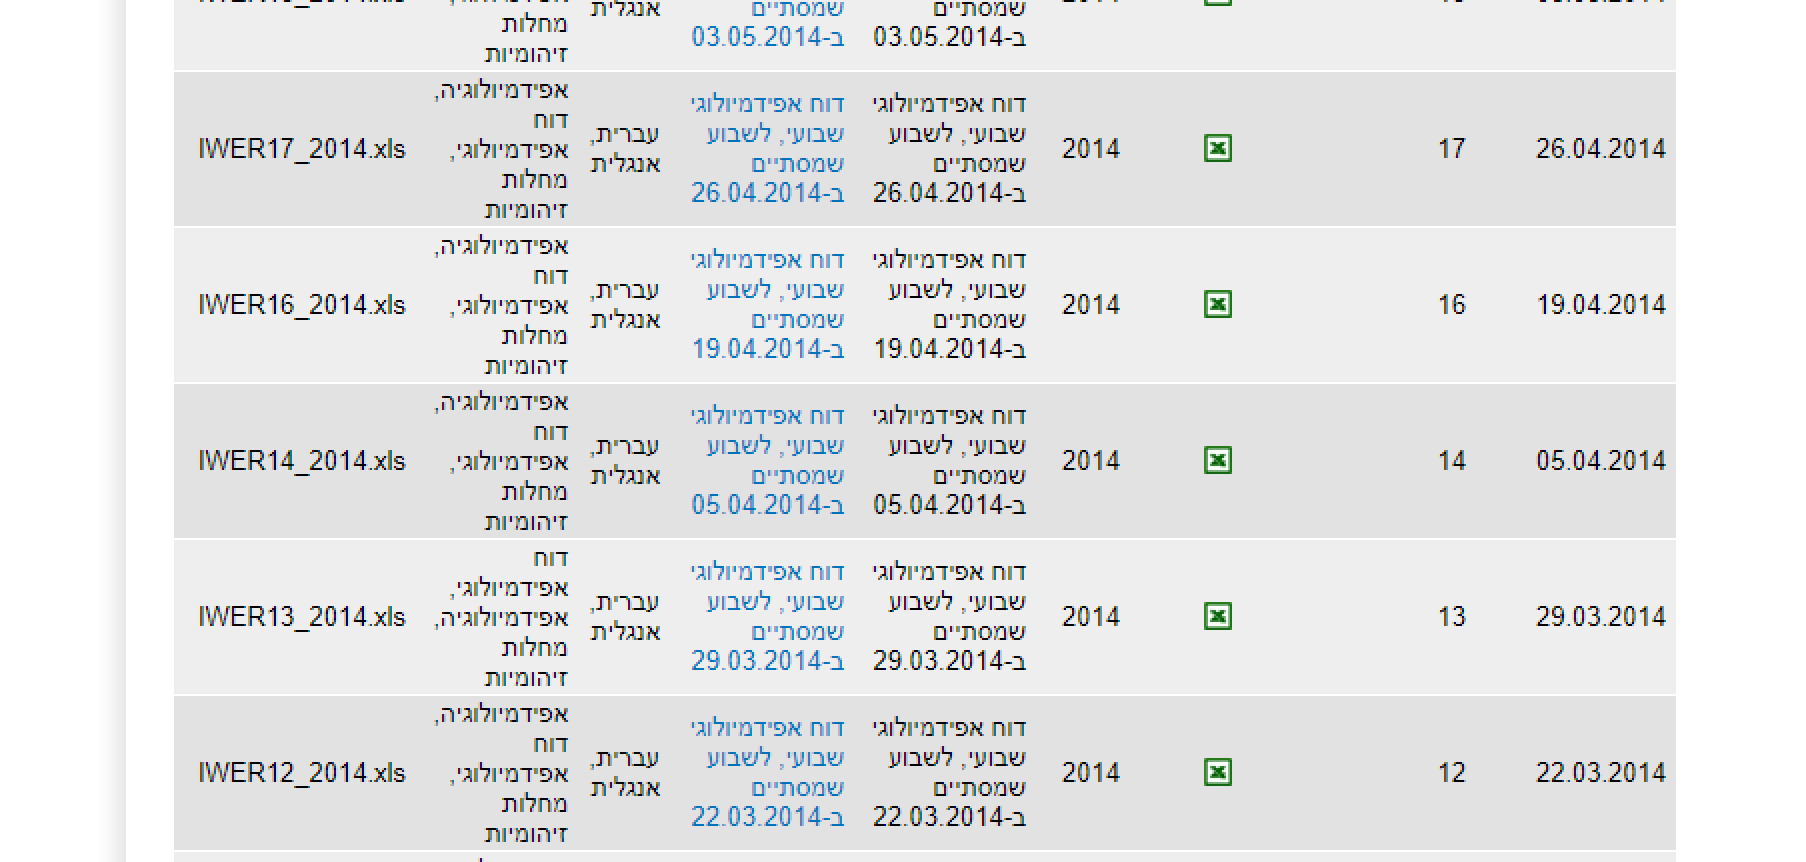 שמסתיים
ב-03.05.2014
שמסתיים
ב-03.05.2014
אנגלית
מחלות
זיהומיות
26.04.2014
17
2014
דוח אפידמיולוגי
שבועי, לשבוע
שמסתיים
ב-26.04.2014
דוח אפידמיולוגי
שבועי, לשבוע
שמסתיים
ב-26.04.2014
עברית,
אנגלית
אפידמיולוגיה,
דוח
אפידמיולוגי,
מחלות
זיהומיות
IWER17_2014.xls
19.04.2014
16
2014
דוח אפידמיולוגי
שבועי, לשבוע
שמסתיים
ב-19.04.2014
דוח אפידמיולוגי
שבועי, לשבוע
שמסתיים
ב-19.04.2014
עברית,
אנגלית
אפידמיולוגיה,
דוח
אפידמיולוגי,
מחלות
זיהומיות
IWER16_2014.xls
05.04.2014
14
2014
דוח אפידמיולוגי
שבועי, לשבוע
שמסתיים
ב-05.04.2014
דוח אפידמיולוגי
שבועי, לשבוע
שמסתיים
ב-05.04.2014
עברית,
אנגלית
אפידמיולוגיה,
דוח
אפידמיולוגי,
מחלות
זיהומיות
IWER14_2014.xls
29.03.2014
13
2014
דוח אפידמיולוגי
שבועי, לשבוע
שמסתיים
ב-29.03.2014
דוח אפידמיולוגי
שבועי, לשבוע
שמסתיים
ב-29.03.2014
עברית,
אנגלית
דוח
אפידמיולוגי,
אפידמיולוגיה,
מחלות
זיהומיות
IWER13_2014.xls
22.03.2014
12
2014
דוח אפידמיולוגי
שבועי, לשבוע
שמסתיים
ב-22.03.2014
דוח אפידמיולוגי
שבועי, לשבוע
שמסתיים
ב-22.03.2014
עברית,
אנגלית
אפידמיולוגיה,
דוח
אפידמיולוגי,
מחלות
זיהומיות
IWER12_2014.xls